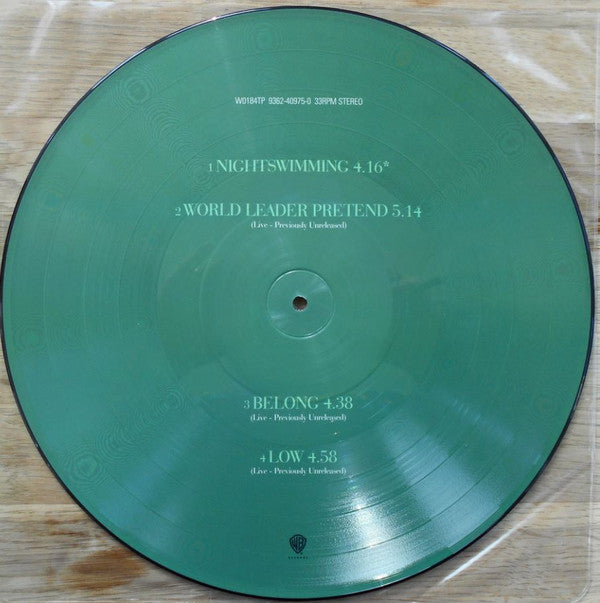 W0184TP 9362-40975-0 33RPM STEREO
1 NIGHTSWIMMING 4.16*
2 WORLD LEADER PRETEND 5.14
(Live - Previously Unreleased)
3 BELONG 4.38
(Live - Previously Unreleased)
4 LOW 4.58
(Live - Previously Unreleased)
WB